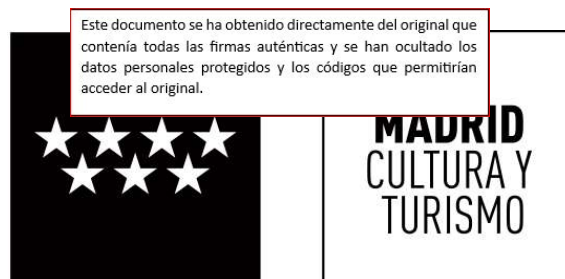 Este documento se ha obtenido directamente del original que
contenía todas las firmas auténticas y se han ocultado los
datos personales protegidos y los códigos que permitirían
acceder al original.
MADRID
CULTURA Y
TURISMO